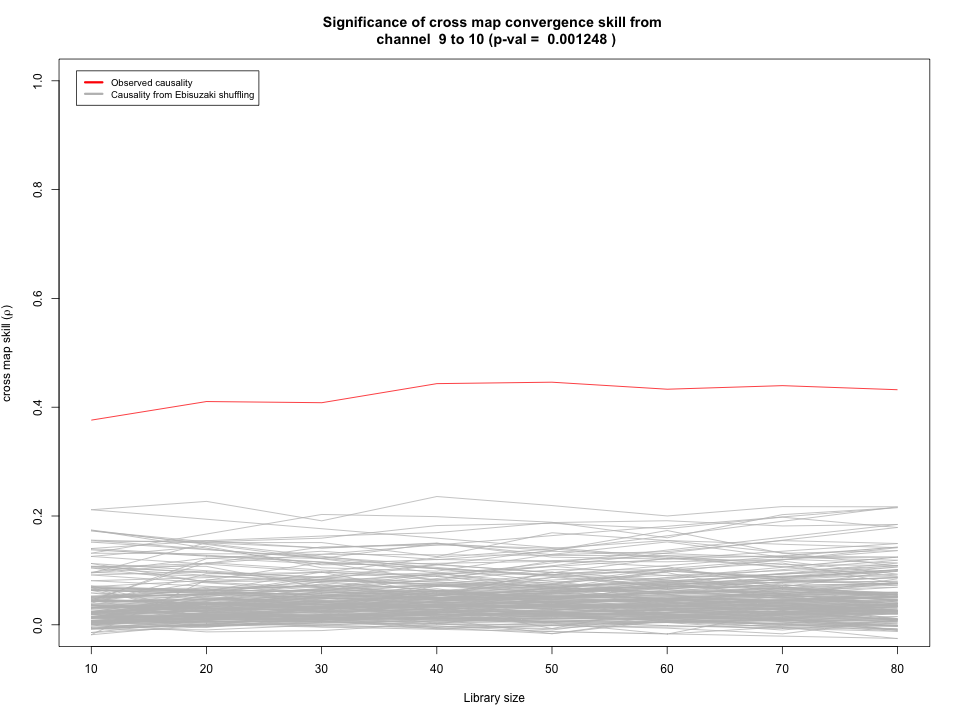 Significance of cross map convergence skill from
channel  9 to 10 (p-val =  0.001248 )
Observed causality
Causality from Ebisuzaki shuffling
cross map skill (ρ)
1.0
0.8
0.6
0.4
0.2
0.0
10 20 30 40 50 60 70 80
Library size